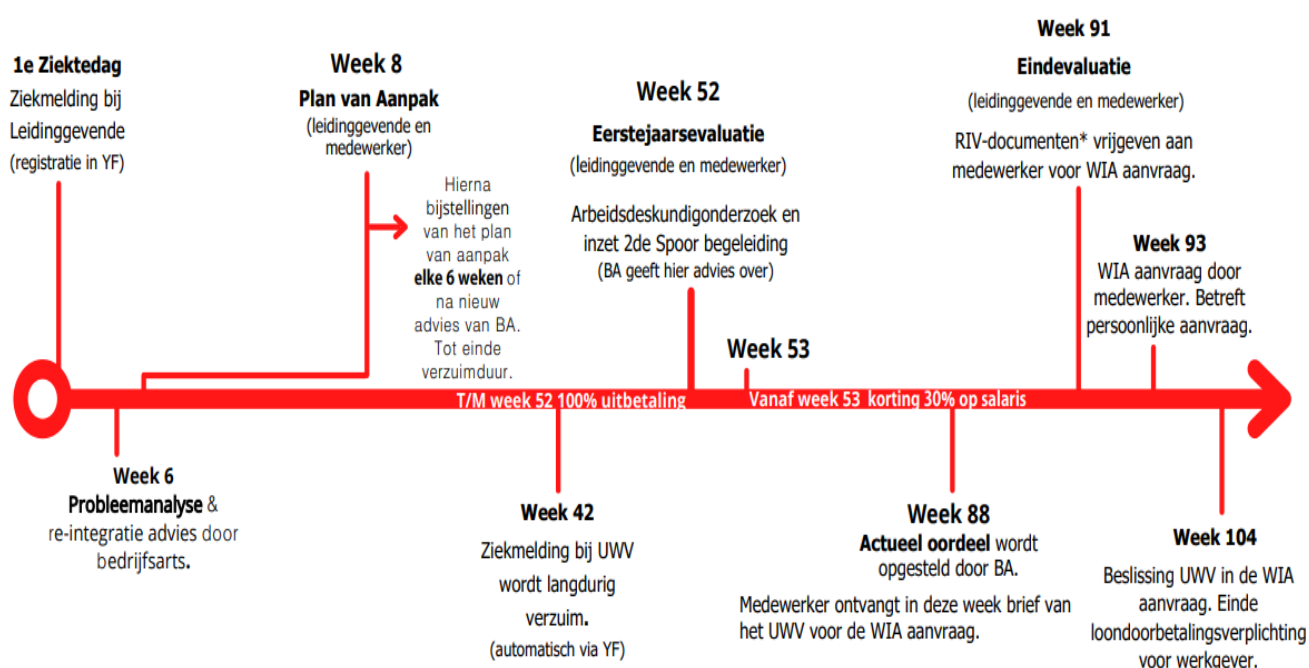 1e Ziektedag
Ziekmelding bij
Leidinggevende
(registratie in YF)
Week 8
Plan van Aanpak
(leidinggevende en
medewerker)
Hierna
bijstellingen
van het plan
van aanpak
elke 6 weken of
na nieuw
advies van BA.
Tot einde
verzuimduur.
Week 52
Eerstejaarsevaluatie
(leidinggevende en medewerker)
Arbeidsdeskundigonderzoek en
inzet 2de Spoor begeleiding
(BA geeft hier advies over)
Week 53
Week 91
Eindevaluatie
(leidinggevende en medewerker)
RIV-documenten* vrijgeven aan
medewerker voor WIA aanvraag.
Week 93
WIA aanvraag door
medewerker. Betreft
persoonlijke aanvraag.
T/M week 52 100% uitbetaling
Vanaf week 53 korting 30% op salaris
Week 6
Probleemanalyse &
re-integratie advies door
bedrijfsarts.
Week 42
Ziekmelding bij UWV
wordt langdurig
verzuim.
(automatisch via YF)
Week 88
Actueel oordeel wordt
opgesteld door BA.
Medewerker ontvangt in deze week brief van
het UWV voor de WIA aanvraag.
Week 104
Beslissing UWV in de WIA
aanvraag. Einde
loondoorbetalingsverplichting
voor werkgever.